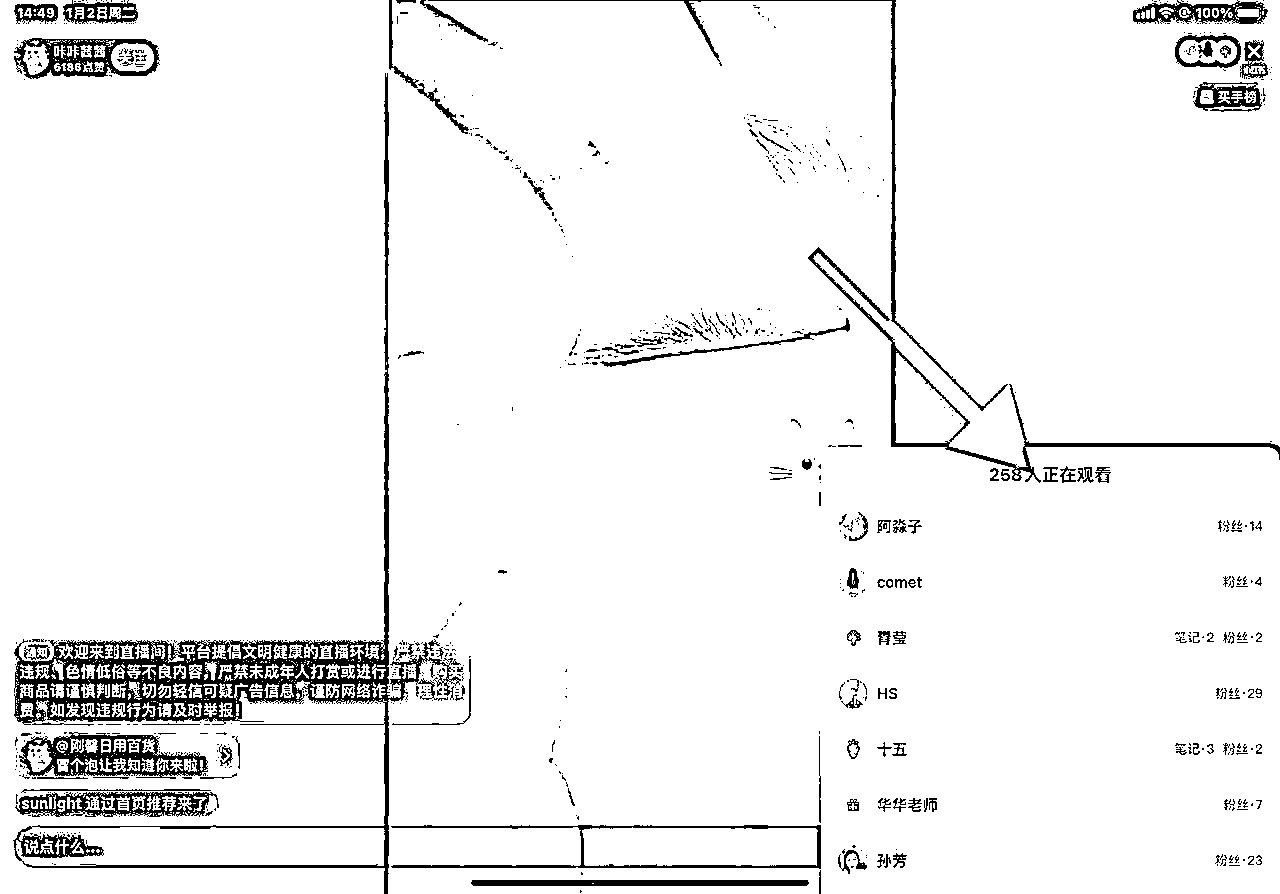 14:49 1月2日周二
100%
咔咔琵琶
6186点赞
买手榜
258人正在观看
阿淼子 粉丝·14
comet 粉丝·4
脊莹 笔记·2 粉丝·2
HS 粉丝·29
十五 笔记·3 粉丝·2
华华老师 粉丝·7
孙芳 粉丝·23
通知 欢迎来到直播间！平台提倡文明健康的直播环境，严禁违法
违规、色情低俗等不良内容，严禁未成年人打赏或进行直播。购买
商品请谨慎判断，切勿轻信可疑广告信息，谨防网络诈骗，理性消
费。如发现违规行为请及时举报！
@刚馨日用百货
冒个泡让我知道你来啦！
sunlight 通过首页推荐来了
说点什么...